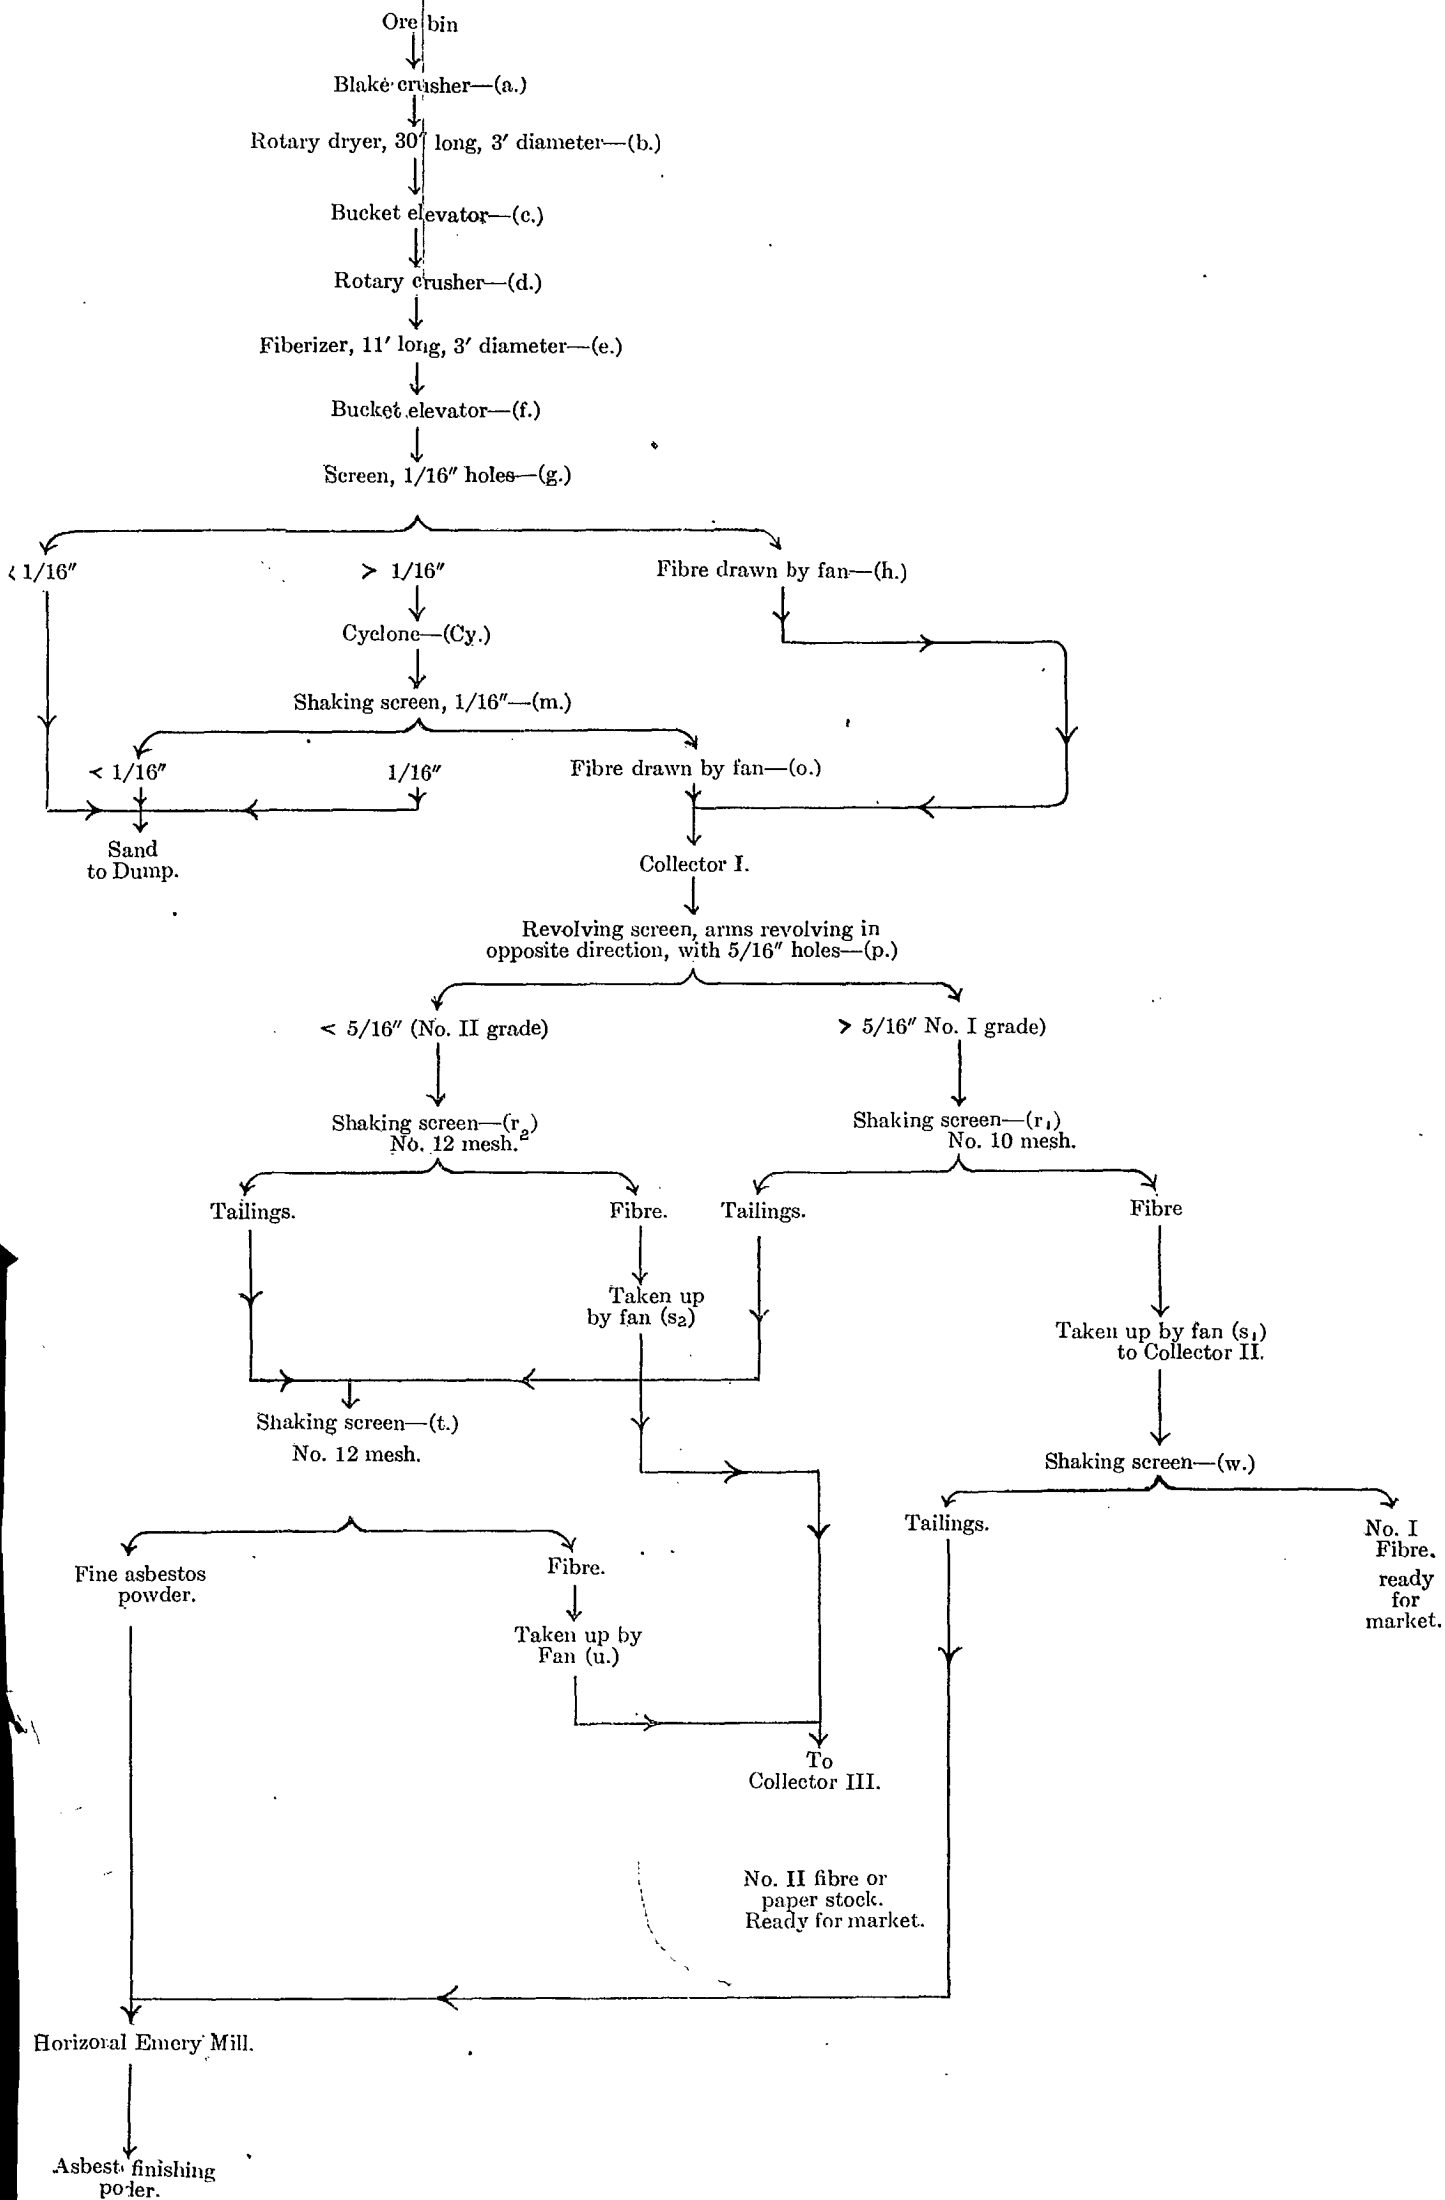 Ore bin
Blake crusher—(a.)
Rotary dryer, 30′ long, 3′ diameter—(b.)
Bucket elevator—(c.)
Rotary crusher—(d.)
Fiberizer, 11′ long, 3′ diameter—(e.)
Bucket elevator—(f.)
Screen, 1/16″ holes—(g.)
< 1/16″
> 1/16″
Fibre drawn by fan—(h.)
Cyclone—(Cy.)
Shaking screen, 1/16″—(m.)
< 1/16″
1/16″
Fibre drawn by fan—(o.)
Sand
to Dump.
Collector I.
Revolving screen, arms revolving in
opposite direction, with 5/16″ holes—(p.)
< 5/16″ (No. II grade)
> 5/16″ No. I grade)
Shaking screen—(r₂)
No. 12 mesh.
Shaking screen—(r₁)
No. 10 mesh.
Tailings.
Fibre.
Tailings.
Fibre
Taken up
by fan (s₂)
Taken up by fan (s₁)
to Collector II.
Shaking screen—(t.)
No. 12 mesh.
Shaking screen—(w.)
Tailings.
No. I
Fibre.
ready
for
market.
Fine asbestos
powder.
Fibre.
Taken up by
Fan (u.)
To
Collector III.
No. II fibre or
paper stock.
Ready for market.
Horizoral Emery Mill.
Asbest finishing
poder.